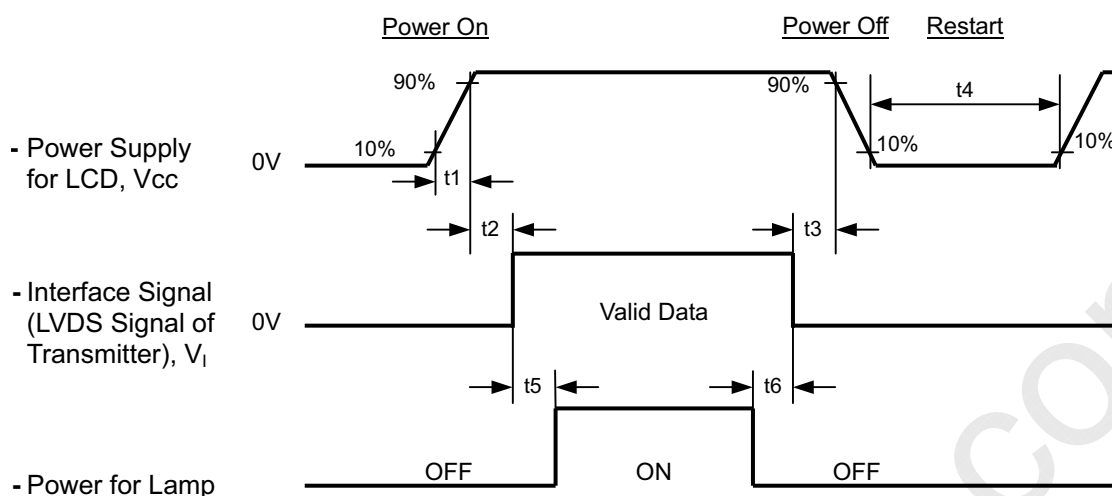 Power On
Power Off
Restart
90%
90%
t4
- Power Supply
for LCD, Vcc
0V
10%
10%
10%
t1
t2
t3
- Interface Signal
(LVDS Signal of
Transmitter), VI
0V
Valid Data
t5
t6
- Power for Lamp
OFF
ON
OFF
com